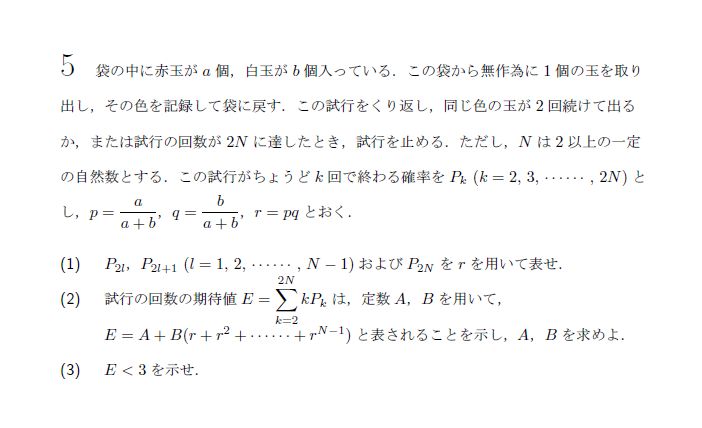 5 袋の中に赤玉が a 個，白玉が b 個入っている．この袋から無作為に 1 個の玉を取り
出し，その色を記録して袋に戻す．この試行をくり返し，同じ色の玉が 2 回続けて出る
か，または試行の回数が 2N に達したとき，試行を止める．ただし，N は 2 以上の一定
の自然数とする．この試行がちょうど k 回で終わる確率を P_k (k = 2, 3, ⋯⋯, 2N) と
し，p = a/(a+b)，q = b/(a+b)，r = pq とおく．
(1) P_{2l}，P_{2l+1} (l = 1, 2, ⋯⋯, N − 1) および P_{2N} を r を用いて表せ．
(2) 試行の回数の期待値 E = \sum_{k=2}^{2N} kP_k は，定数 A，B を用いて，
E = A + B(r + r^2 + ⋯⋯ + r^{N−1}) と表されることを示し，A，B を求めよ．
(3) E < 3 を示せ．